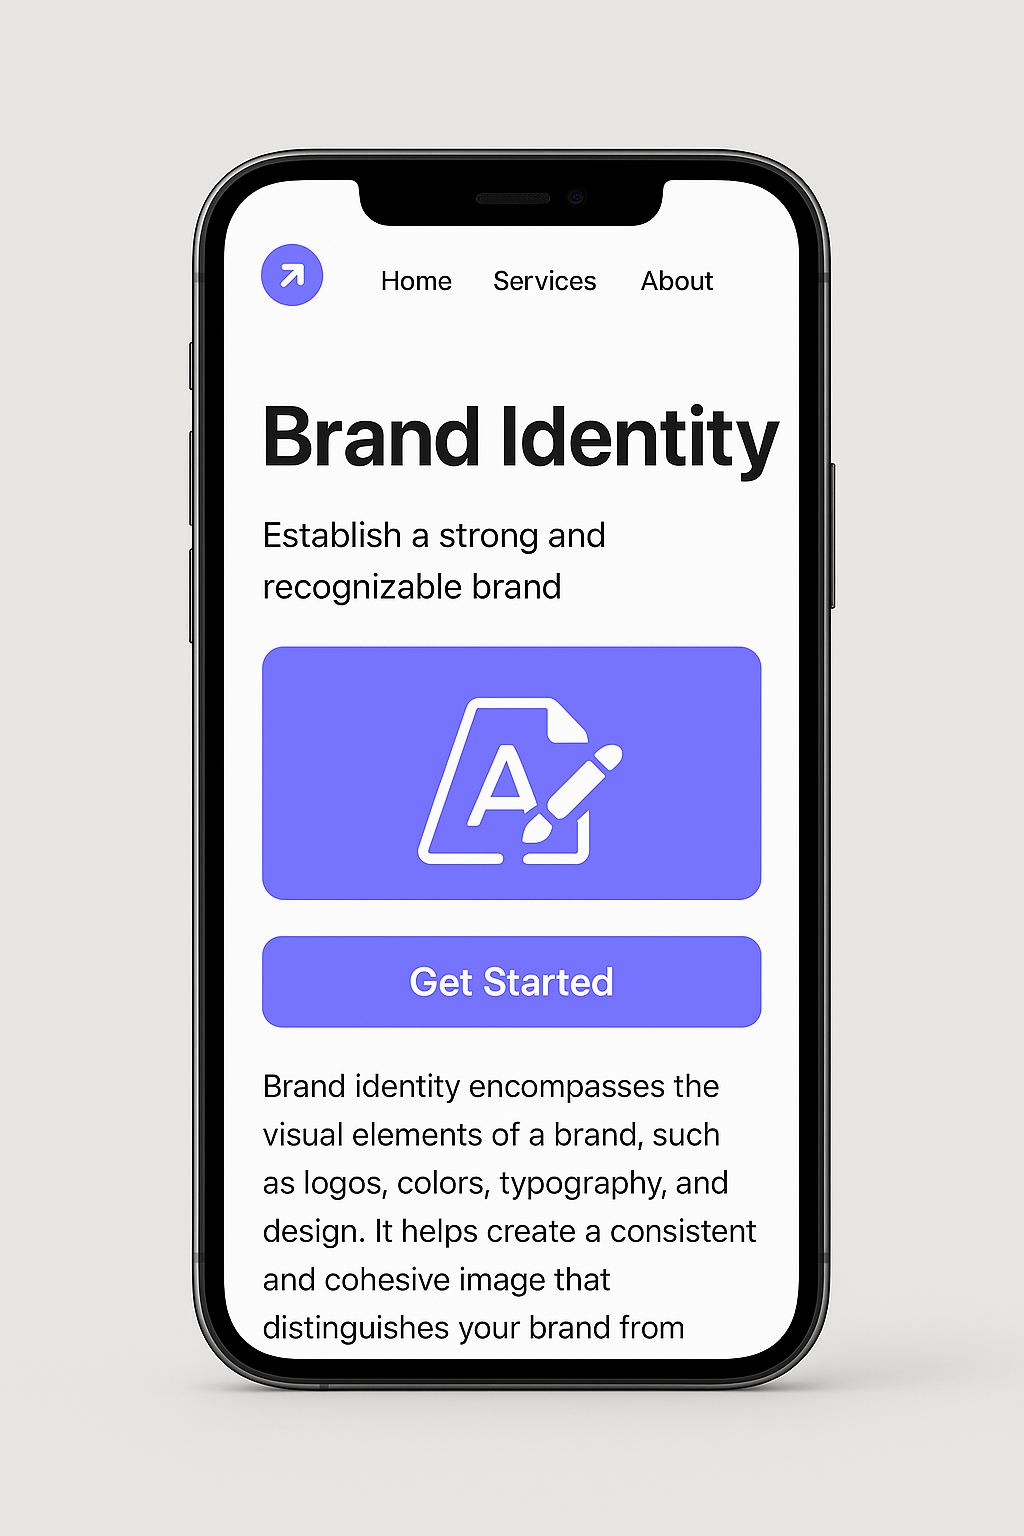 Home Services About
Brand Identity
Establish a strong and
recognizable brand
A
Get Started
Brand identity encompasses the
visual elements of a brand, such
as logos, colors, typography, and
design. It helps create a consistent
and cohesive image that
distinguishes your brand from